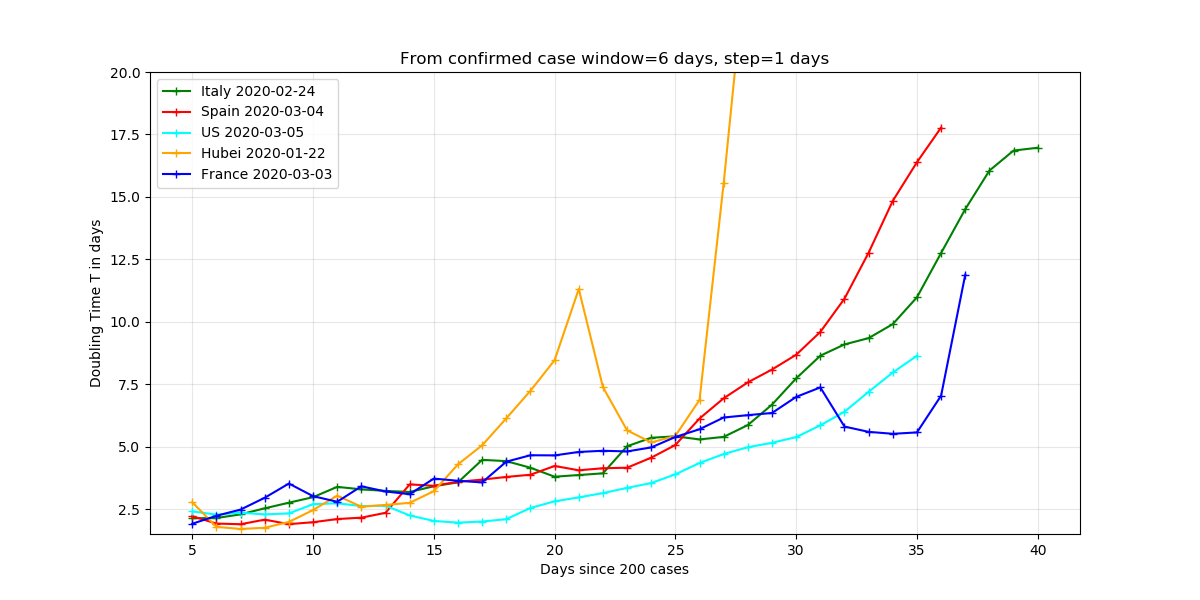 From confirmed case window=6 days, step=1 days
20.0
17.5
15.0
12.5
10.0
7.5
5.0
2.5
Doubling Time T in days
Italy 2020-02-24
Spain 2020-03-04
US 2020-03-05
Hubei 2020-01-22
France 2020-03-03
5 10 15 20 25 30 35 40
Days since 200 cases